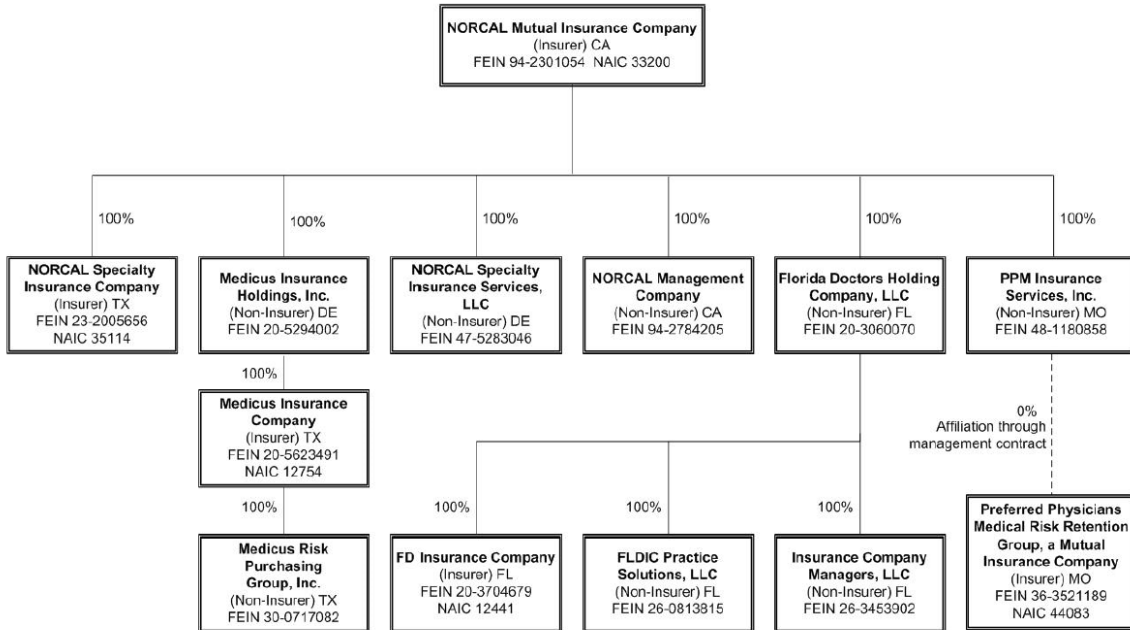 NORCAL Mutual Insurance Company
(Insurer) CA
FEIN 94-2301054 NAIC 33200
100%
100%
100%
100%
100%
100%
NORCAL Specialty
Insurance Company
(Insurer) TX
FEIN 23-2005656
NAIC 35114
Medicus Insurance
Holdings, Inc.
(Non-Insurer) DE
FEIN 20-5294002
NORCAL Specialty
Insurance Services,
LLC
(Non-Insurer) DE
FEIN 47-5283046
NORCAL Management
Company
(Non-Insurer) CA
FEIN 94-2784205
Florida Doctors Holding
Company, LLC
(Non-Insurer) FL
FEIN 20-3060070
PPM Insurance
Services, Inc.
(Non-Insurer) MO
FEIN 48-1180858
100%
Medicus Insurance
Company
(Insurer) TX
FEIN 20-5623491
NAIC 12754
0%
Affiliation through
management contract
100%
100%
100%
100%
Medicus Risk
Purchasing
Group, Inc.
(Non-Insurer) TX
FEIN 30-0717082
FD Insurance Company
(Insurer) FL
FEIN 20-3704679
NAIC 12441
FLDIC Practice
Solutions, LLC
(Non-Insurer) FL
FEIN 26-0813815
Insurance Company
Managers, LLC
(Non-Insurer) FL
FEIN 26-3453902
Preferred Physicians
Medical Risk Retention
Group, a Mutual
Insurance Company
(Insurer) MO
FEIN 36-3521189
NAIC 44083